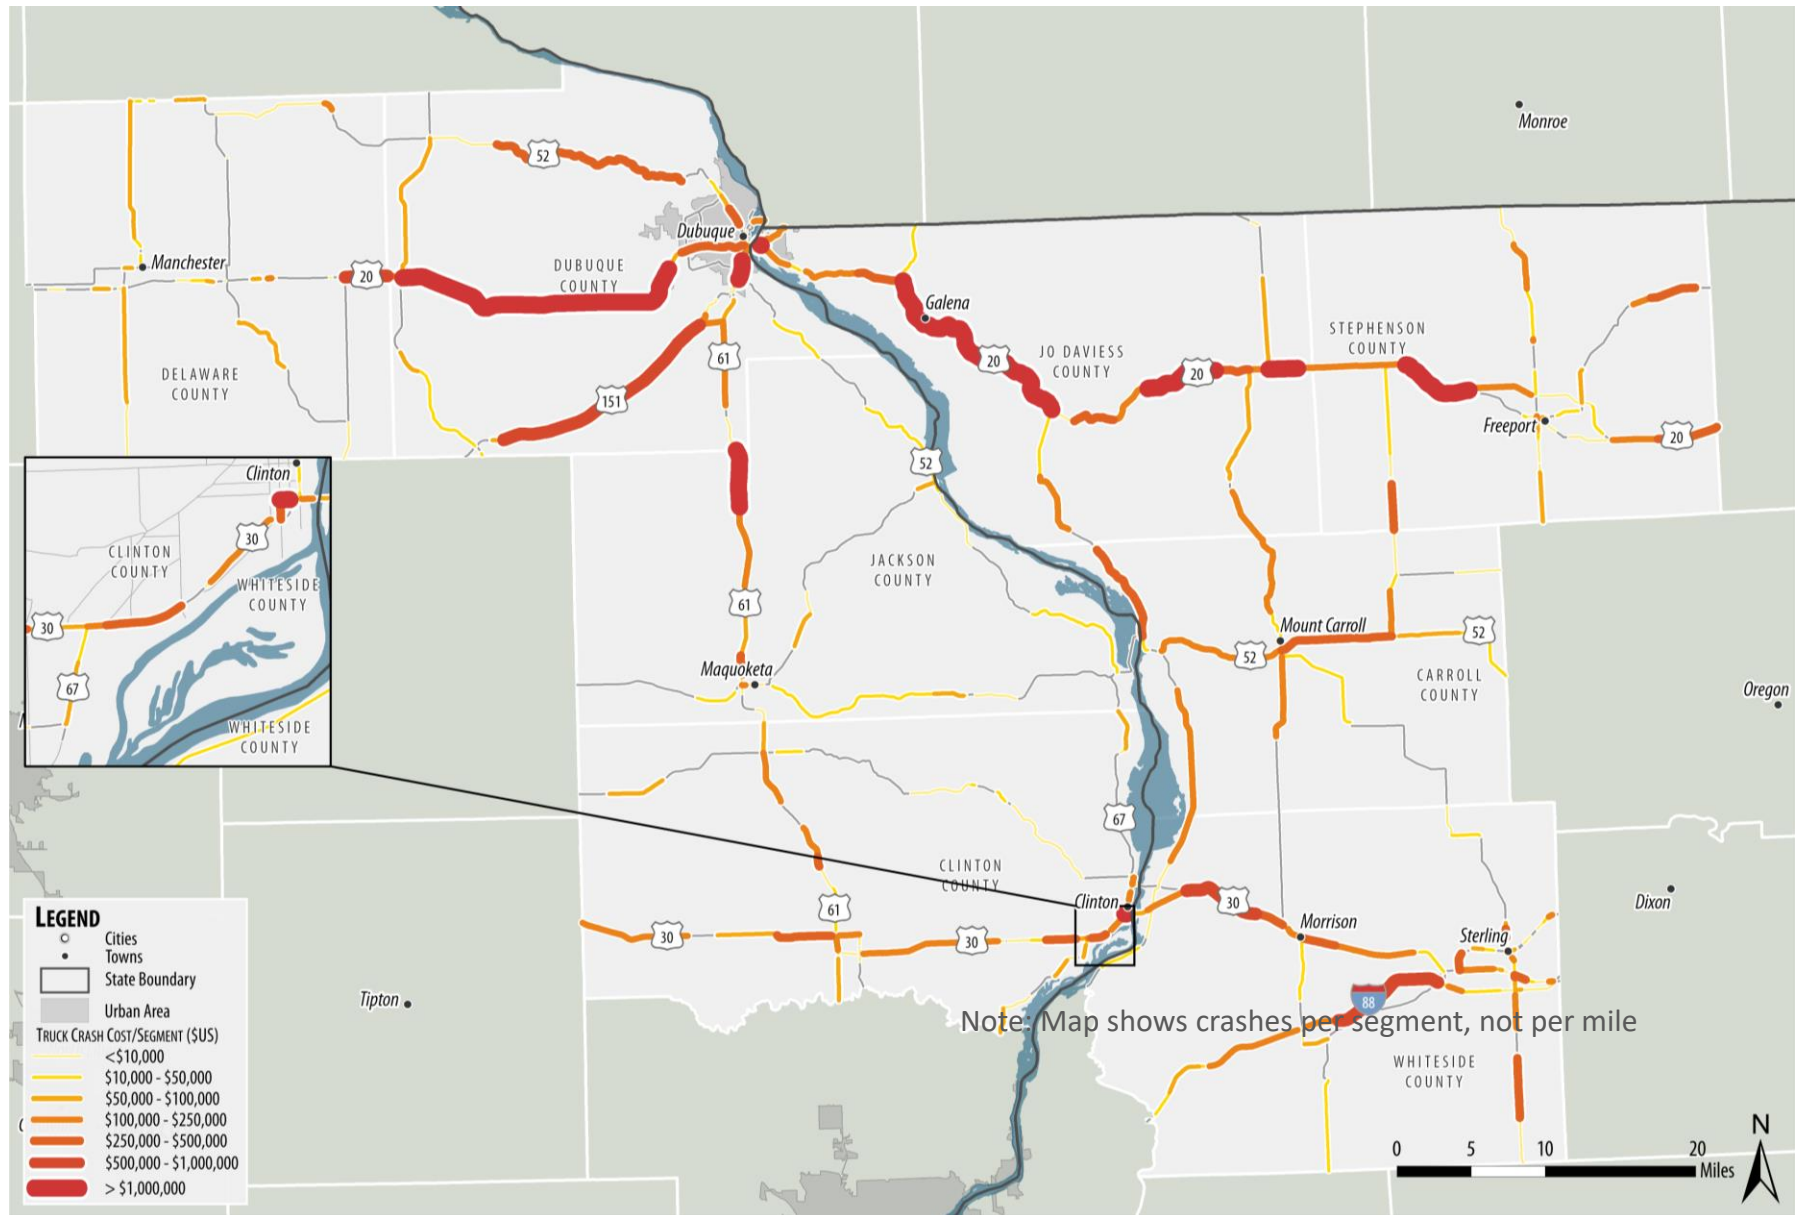 Monroe
52
Dubuque
Manchester
DUBUQUE
COUNTY
20
Galena
STEPHENSON
COUNTY
JO DAVIESS
COUNTY
20
20
61
DELAWARE
COUNTY
151
Freeport
20
52
Clinton
30
CLINTON
COUNTY
WHITESIDE
COUNTY
30
67
WHITESIDE
COUNTY
JACKSON
COUNTY
61
Mount Carroll
52
52
Maquoketa
CARROLL
COUNTY
Oregon
67
CLINTON
COUNTY
Clinton
30
Dixon
61
Morrison
Sterling
30
30
Tipton
88
Note: Map shows crashes per segment, not per mile
WHITESIDE
COUNTY
LEGEND
Cities
Towns
State Boundary
Urban Area
TRUCK CRASH COST/SEGMENT ($US)
<$10,000
$10,000 - $50,000
$50,000 - $100,000
$100,000 - $250,000
$250,000 - $500,000
$500,000 - $1,000,000
> $1,000,000
N
0 5 10 20
Miles